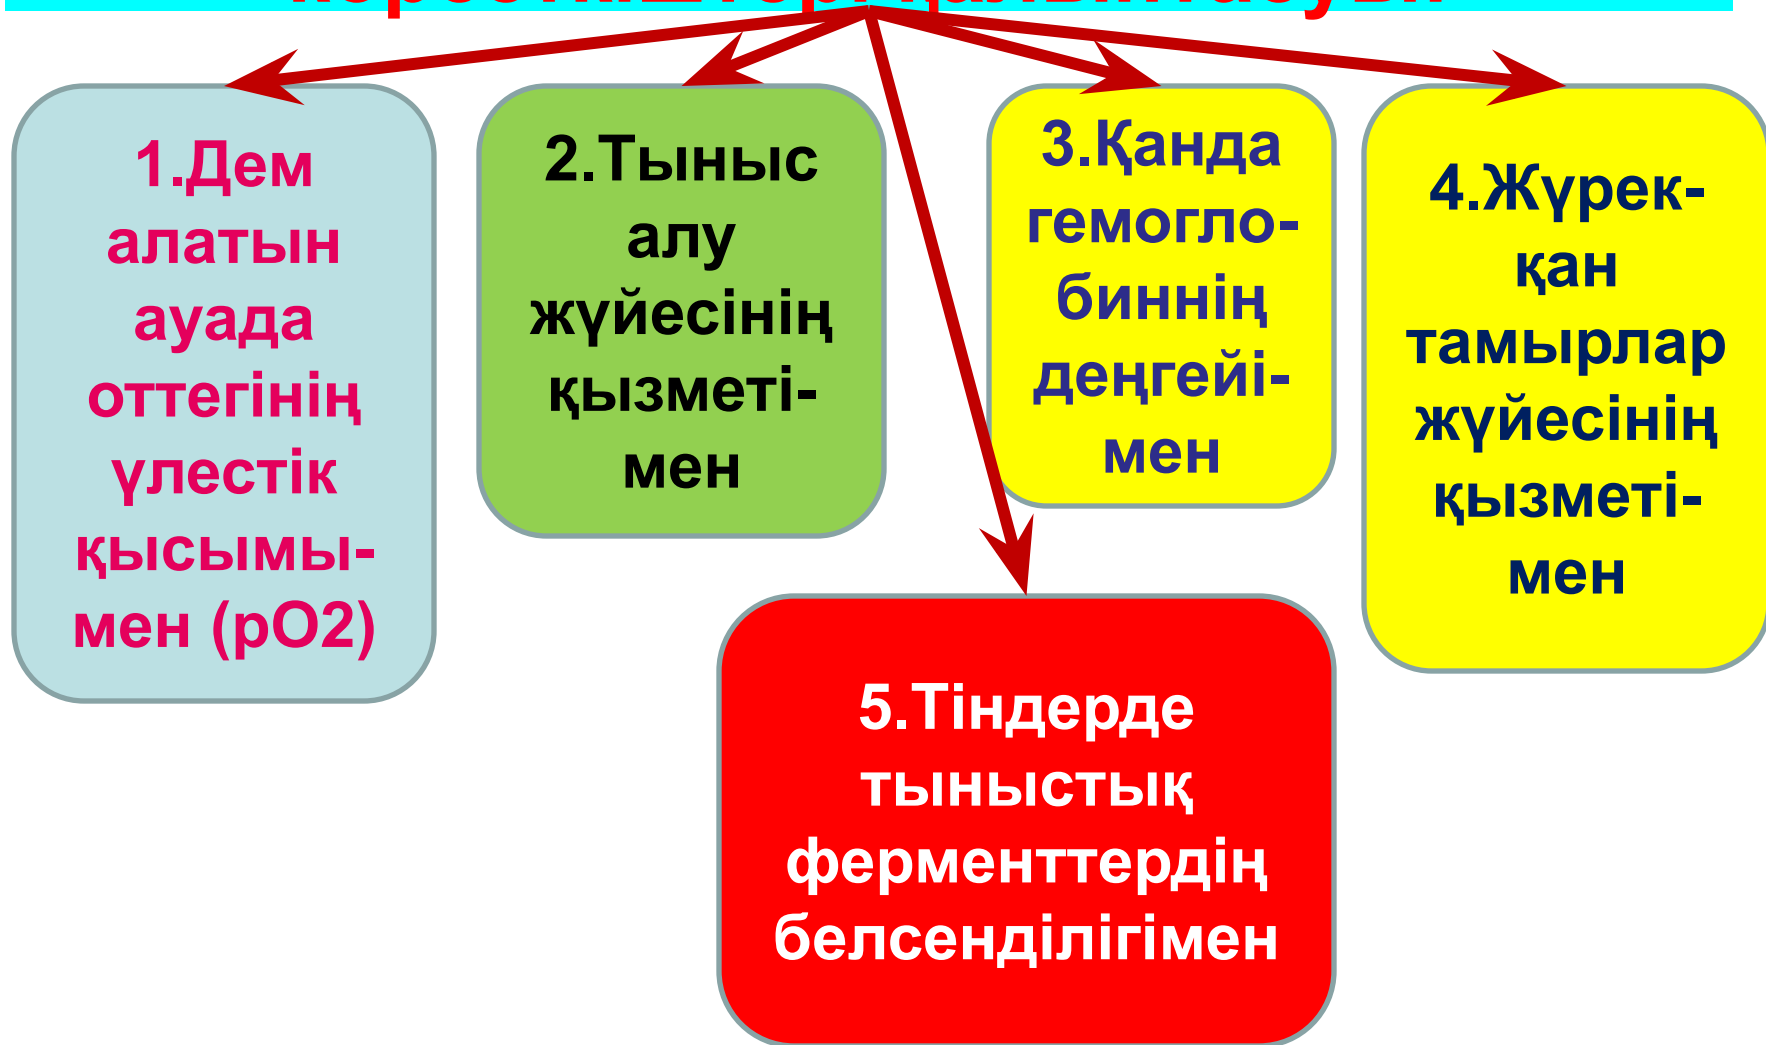 1.Дем
алатын
ауада
оттегінің
үлестік
қысымы-
мен (рО2)
2.Тыныс
алу
жүйесінің
қызметі-
мен
3.Қанда
гемогло-
биннің
деңгейі-
мен
4.Жүрек-
қан
тамырлар
жүйесінің
қызметі-
мен
5.Тіндерде
тыныстық
ферменттердің
белсенділігімен